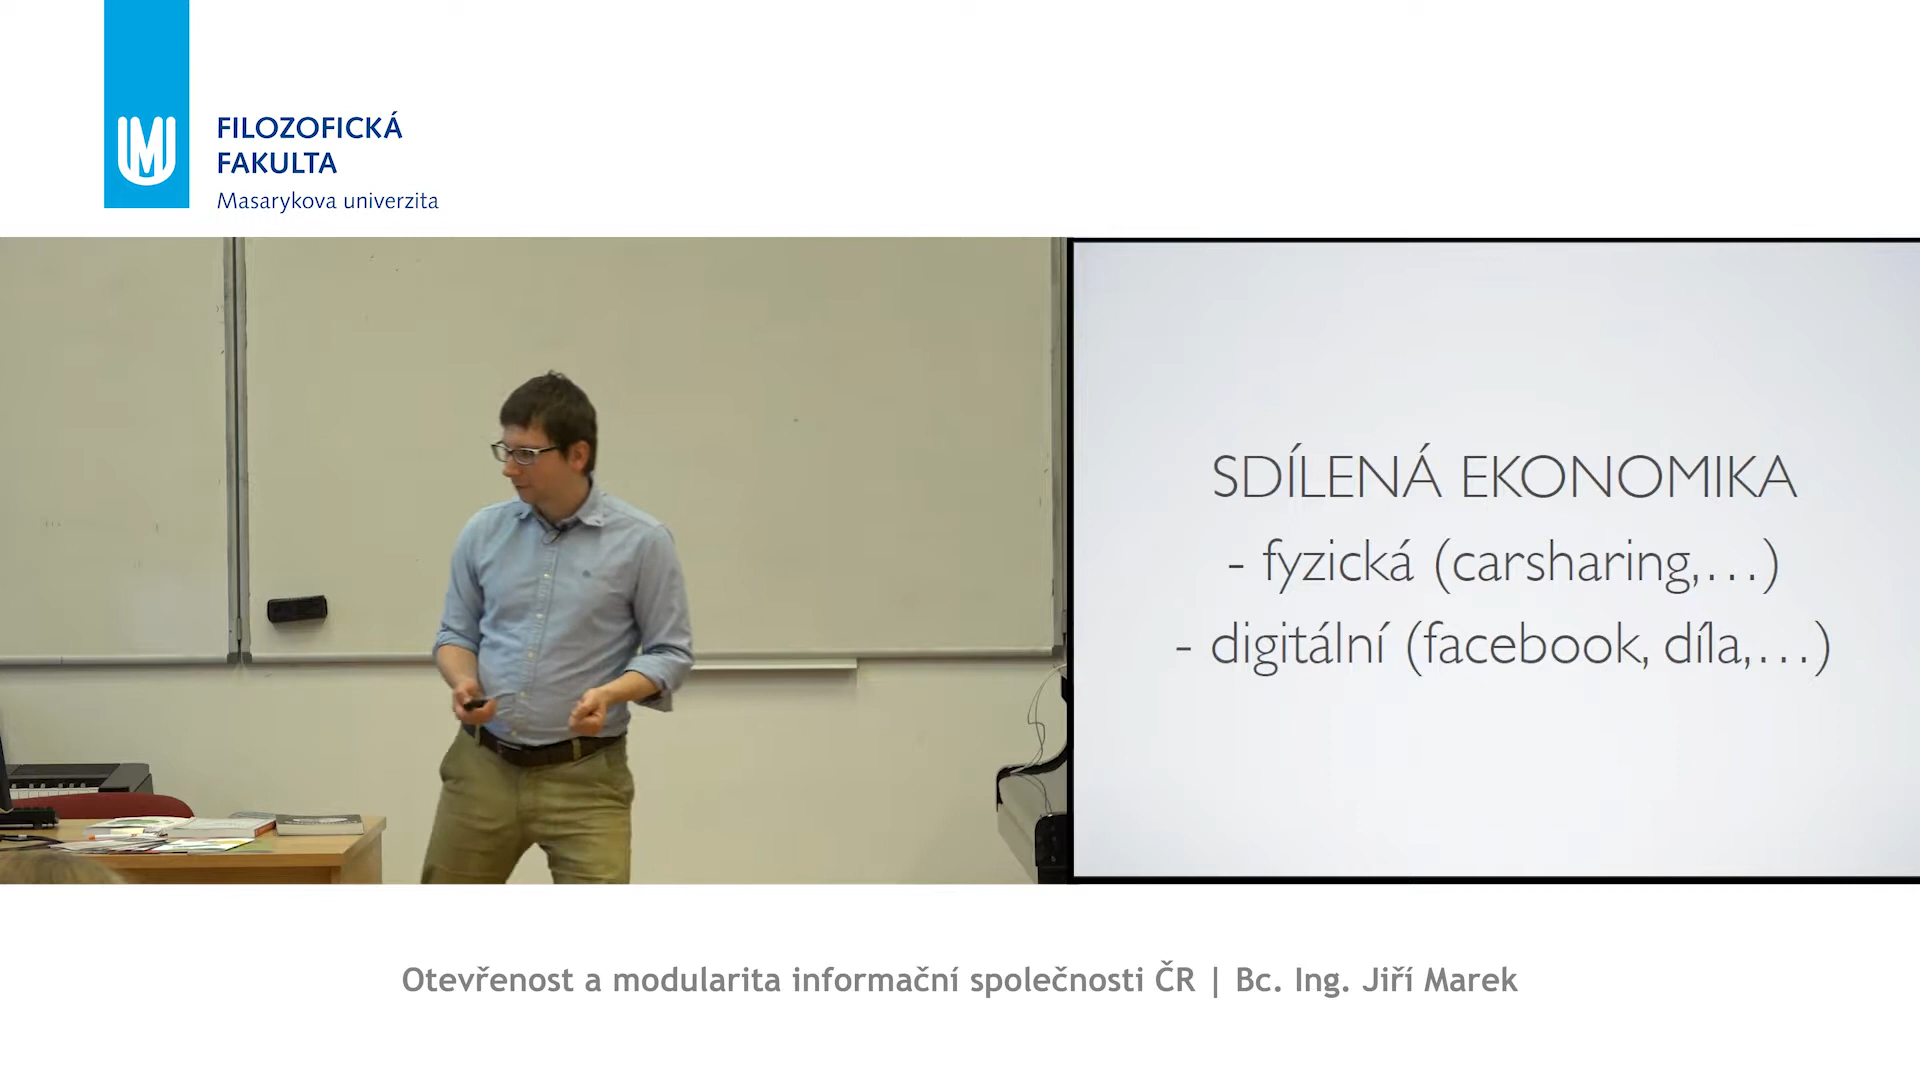 FILOZOFICKÁ
FAKULTA
Masarykova univerzita
SDÍLENÁ EKONOMIKA
- fyzická (carsharing,...)
- digitální (facebook, díla,...)
Otevřenost a modularita informační společnosti ČR | Bc. Ing. Jiří Marek